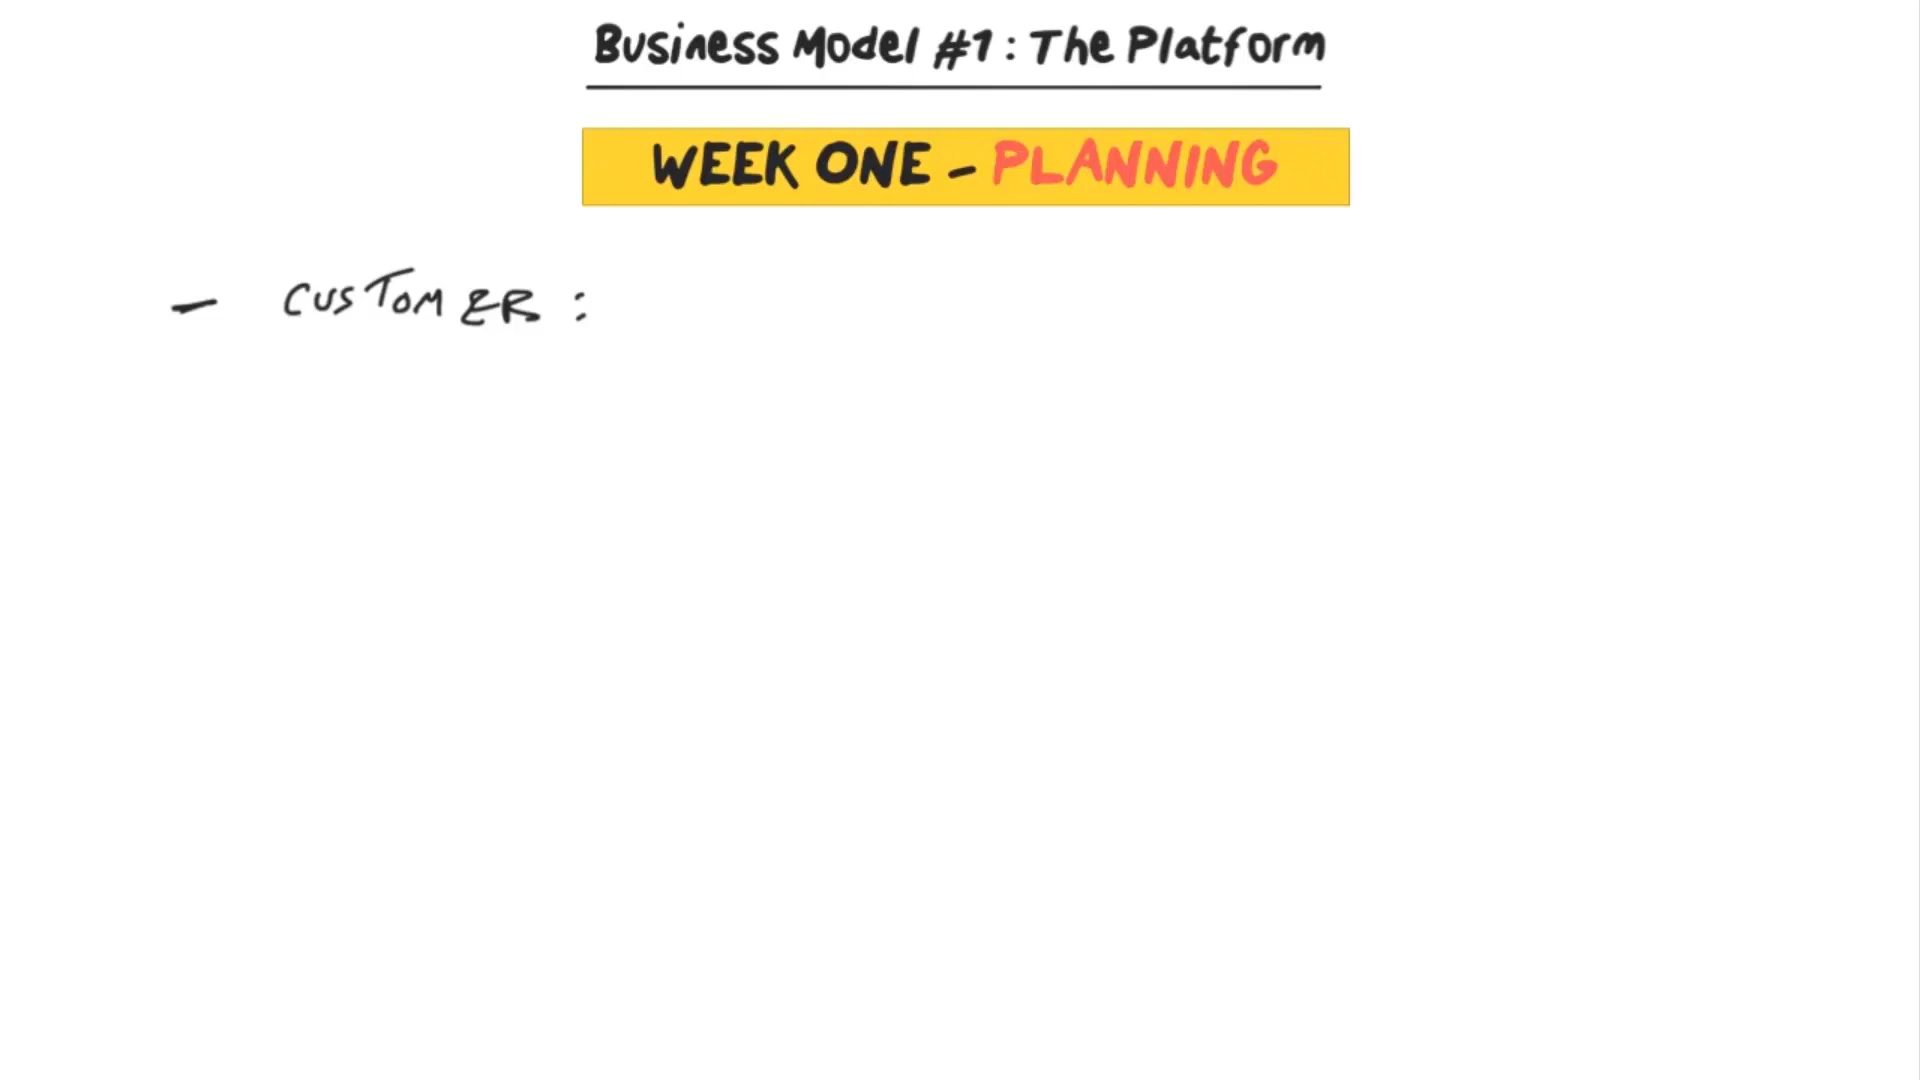 Business Model #1: The Platform
WEEK ONE - PLANNING
- CUSTOMER :